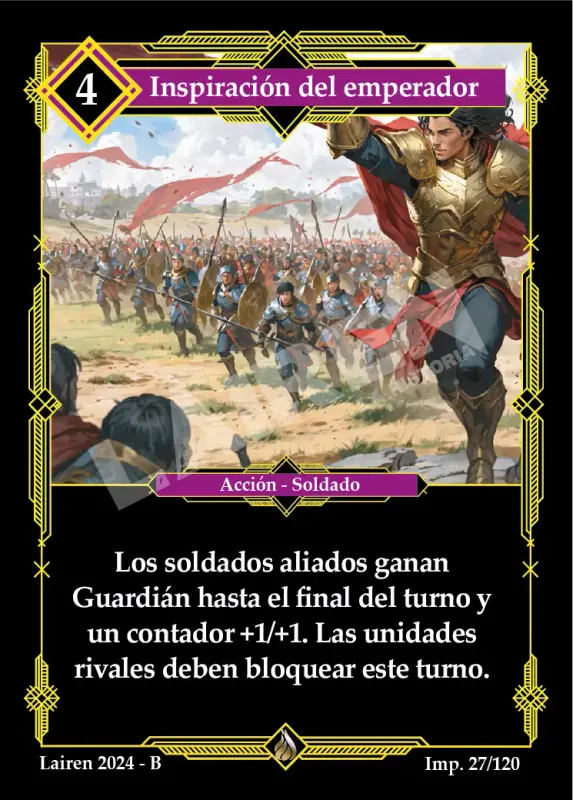 4
Inspiración del emperador
Acción - Soldado
Los soldados aliados ganan
Guardián hasta el final del turno y
un contador +1/+1. Las unidades
rivales deben bloquear este turno.
Lairen 2024 - B
Imp. 27/120